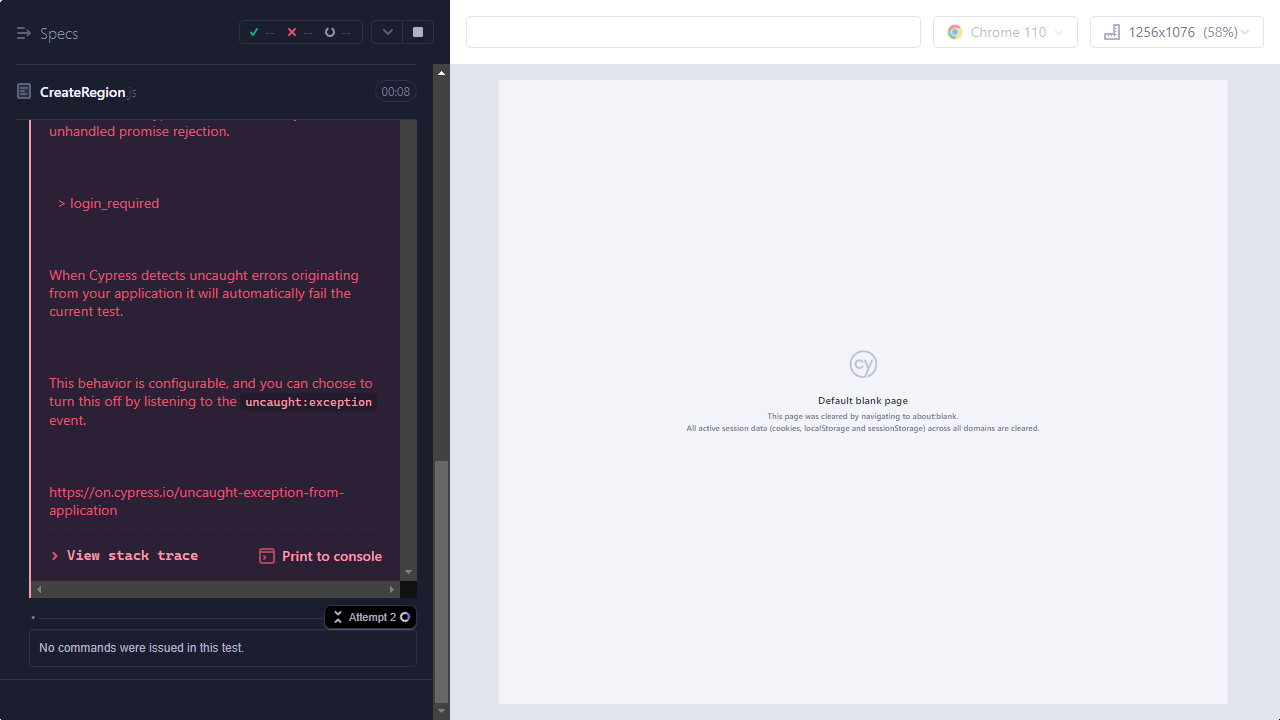 Specs
--
--
--
Chrome 110
1256x1076 (58%)
CreateRegion.js
00:08
unhandled promise rejection.
> login_required
When Cypress detects uncaught errors originating
from your application it will automatically fail the
current test.
This behavior is configurable, and you can choose to
turn this off by listening to the uncaught:exception
event.
https://on.cypress.io/uncaught-exception-from-
application
View stack trace
Print to console
Attempt 2
No commands were issued in this test.
cy
Default blank page
This page was cleared by navigating to about:blank.
All active session data (cookies, localStorage and sessionStorage) across all domains are cleared.